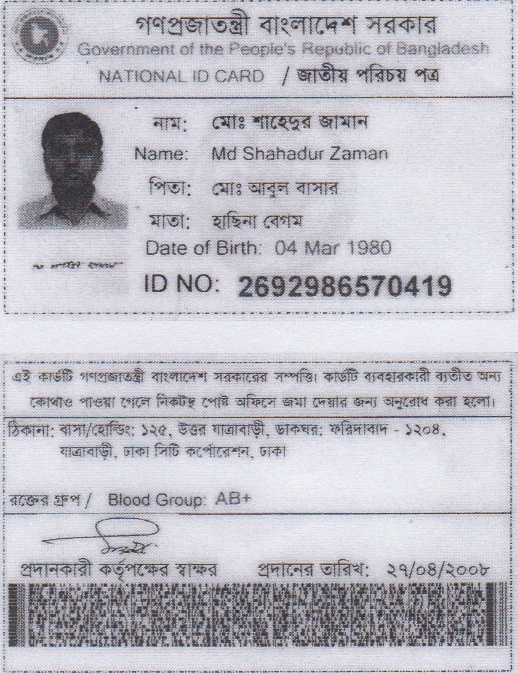 গণপ্রজাতন্ত্রী বাংলাদেশ সরকার
Government of the People's Republic of Bangladesh
NATIONAL ID CARD / জাতীয় পরিচয় পত্র
নাম: মোঃ শাহেদুর জামান
Name: Md Shahadur Zaman
পিতা: মোঃ আবুল বাসার
মাতা: হাছিনা বেগম
Date of Birth: 04 Mar 1980
ID NO: 2692986570419
এই কার্ডটি গণপ্রজাতন্ত্রী বাংলাদেশ সরকারের সম্পত্তি। কার্ডটি ব্যবহারকারী ব্যতীত অন্য
কোথাও পাওয়া গেলে নিকটস্থ পোষ্ট অফিসে জমা দেয়ার জন্য অনুরোধ করা হলো।
ঠিকানা: বাসা/হোল্ডিং: ১২৫, উত্তর যাত্রাবাড়ী, ডাকঘর: ফরিদাবাদ - ১২০৪,
যাত্রাবাড়ী, ঢাকা সিটি কর্পোরেশন, ঢাকা
রক্তের গ্রুপ / Blood Group: AB+
প্রদানকারী কর্তৃপক্ষের স্বাক্ষর প্রদানের তারিখ: ২৭/০৪/২০০৮